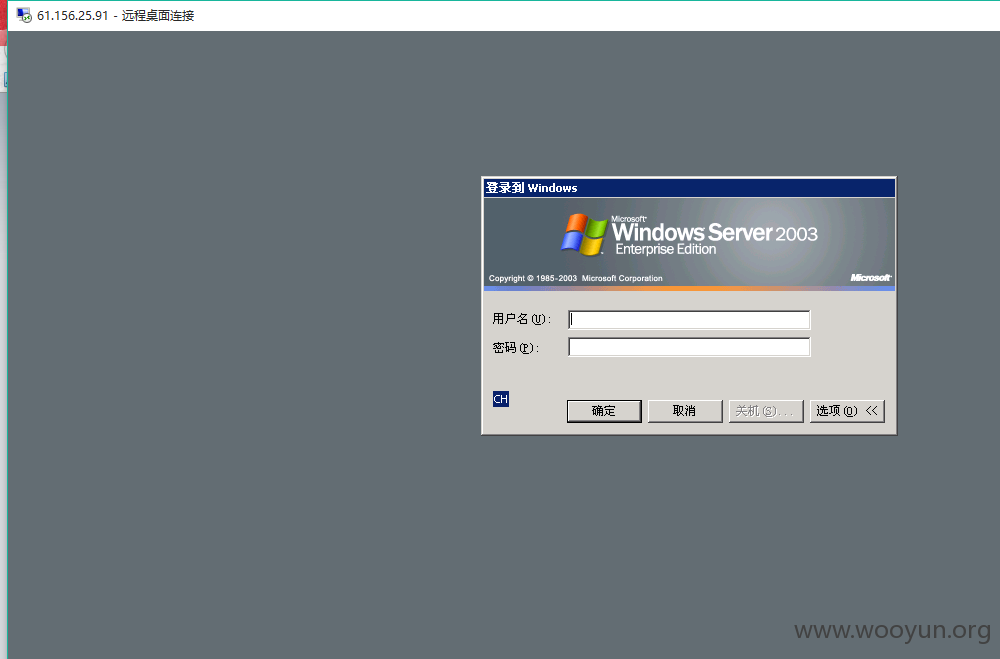 61.156.25.91 - 远程桌面连接
登录到 Windows
Microsoft
Windows Server 2003
Enterprise Edition
Copyright © 1985-2003 Microsoft Corporation Microsoft
用户名(U):
密码(P):
CH
确定 取消 关机(S)... 选项(O) <<
www.wooyun.org